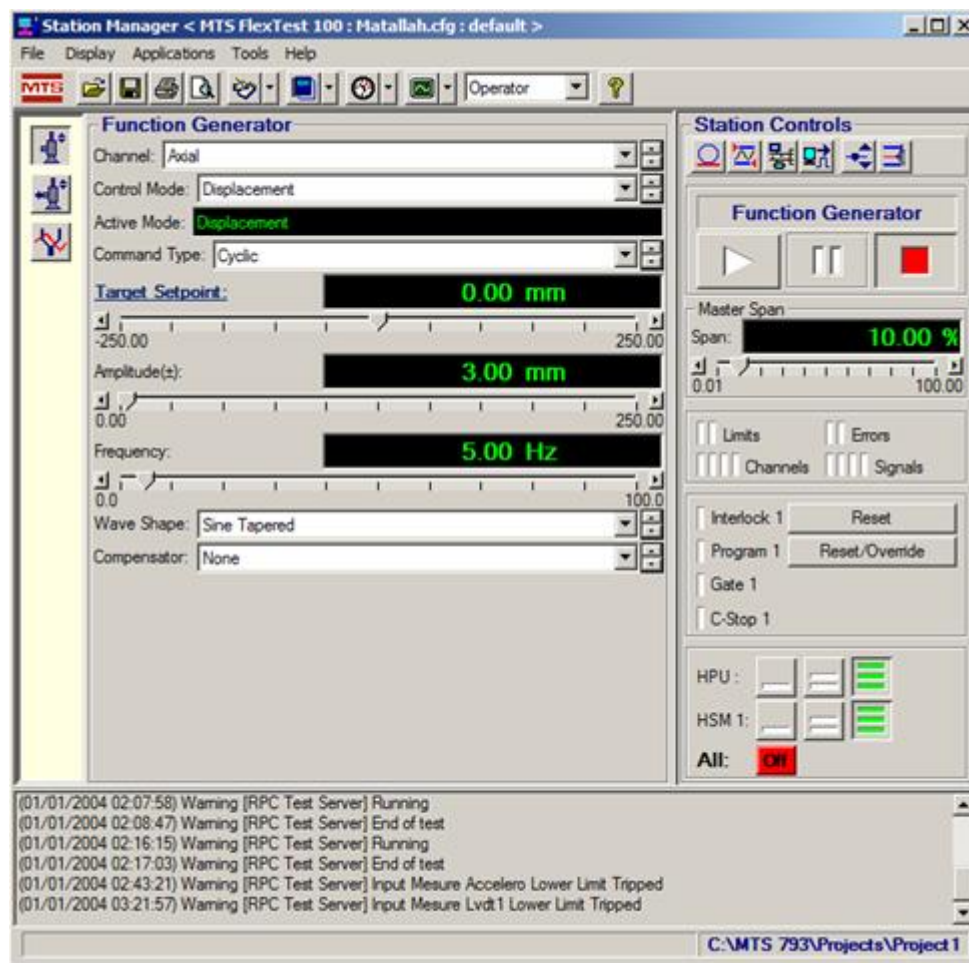 Station Manager < MTS FlexTest 100 : Matallah.cfg : default >
File Display Applications Tools Help
MTS Operator
Function Generator
Channel: Axial
Control Mode: Displacement
Active Mode: Displacement
Command Type: Cyclic
Target Setpoint: 0.00 mm
-250.00 250.00
Amplitude(±): 3.00 mm
0.00 250.00
Frequency: 5.00 Hz
0.0 100.0
Wave Shape: Sine Tapered
Compensator: None
Station Controls
Function Generator
Master Span
Span: 10.00 %
0.01 100.00
Limits Errors
Channels Signals
Interlock 1 Reset
Program 1 Reset/Override
Gate 1
C-Stop 1
HPU :
HSM 1:
All: Off
(01/01/2004 02:07:58) Warning [RPC Test Server] Running
(01/01/2004 02:08:47) Warning [RPC Test Server] End of test
(01/01/2004 02:16:15) Warning [RPC Test Server] Running
(01/01/2004 02:17:03) Warning [RPC Test Server] End of test
(01/01/2004 02:43:21) Warning [RPC Test Server] Input Mesure Accelero Lower Limit Tripped
(01/01/2004 03:21:57) Warning [RPC Test Server] Input Mesure Lvdt1 Lower Limit Tripped
C:\MTS 793\Projects\Project1